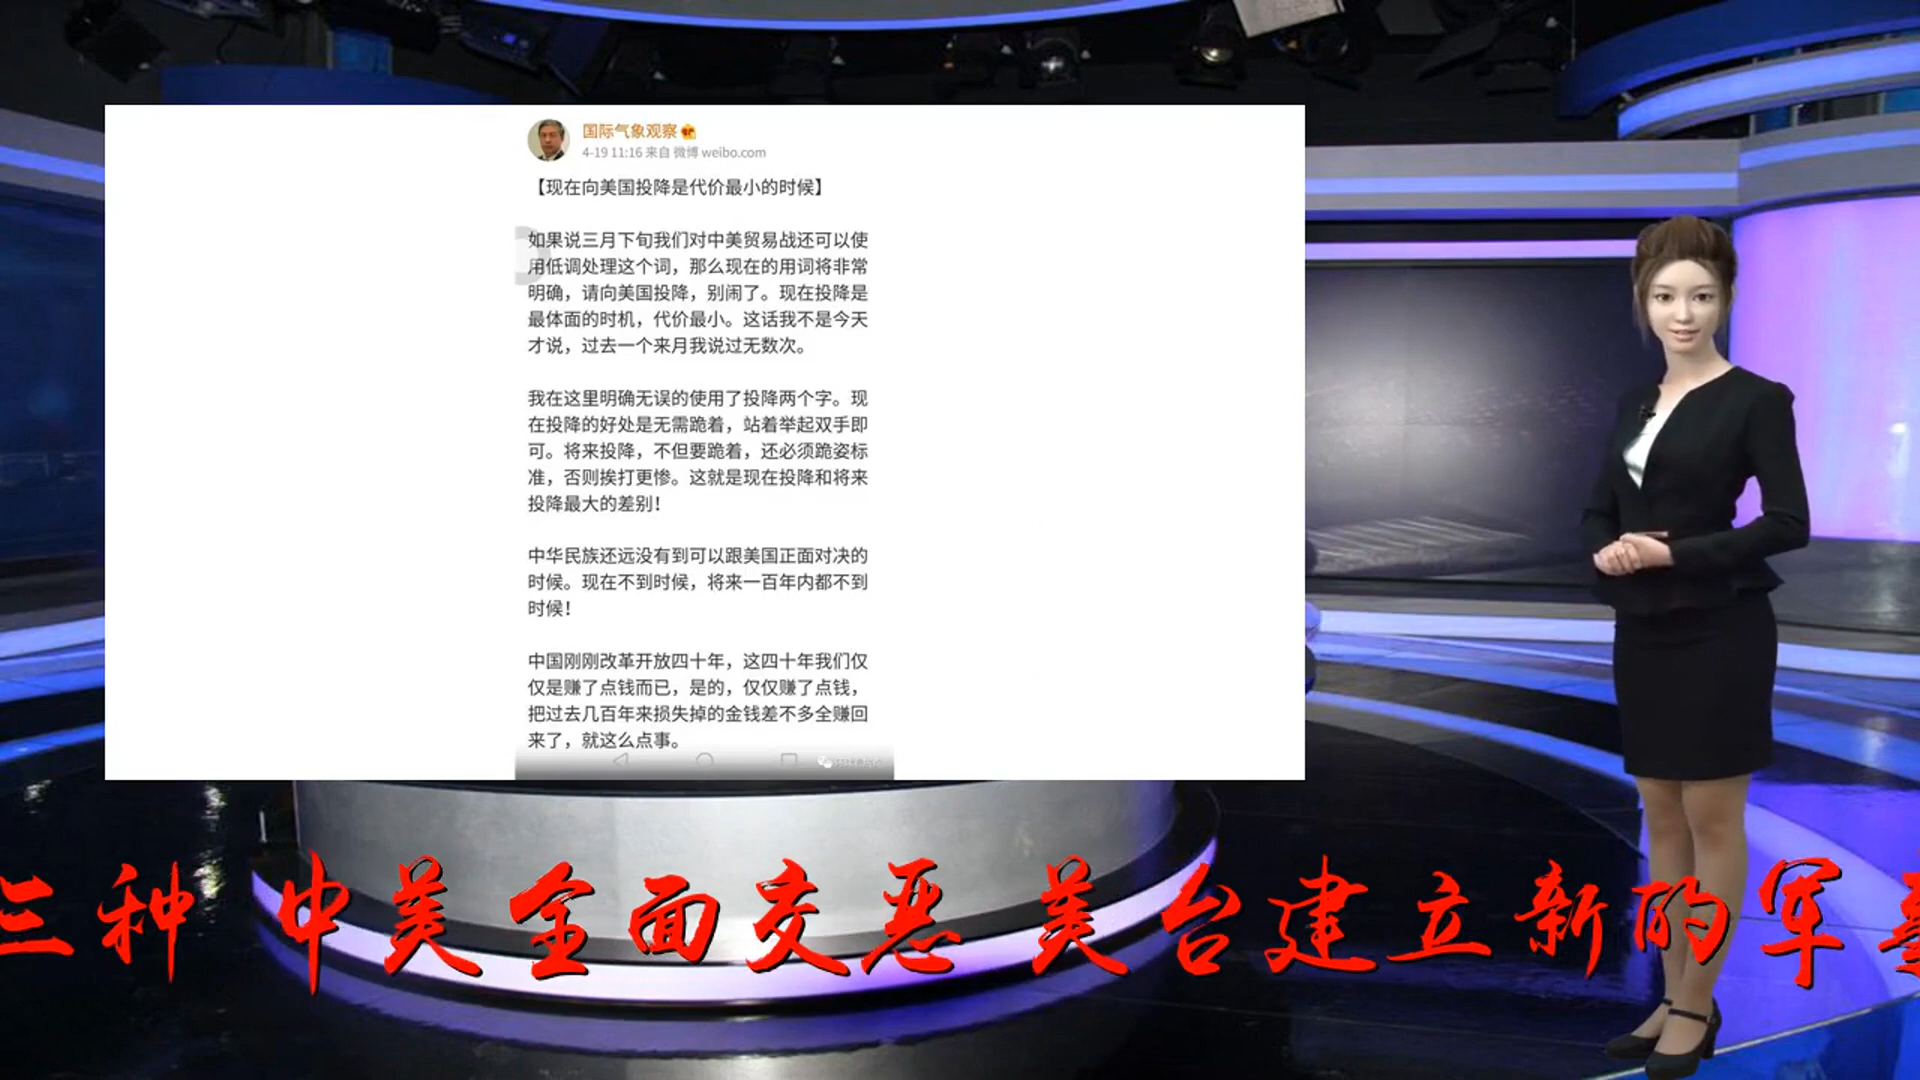 国际气象观察
4-19 11:16 来自 微博 weibo.com
【现在向美国投降是代价最小的时候】
如果说三月下旬我们对中美贸易战还可以使
用低调处理这个词，那么现在的用词将非常
明确，请向美国投降，别闹了。现在投降是
最体面的时机，代价最小。这话我不是今天
才说，过去一个来月我说过无数次。
我在这里明确无误的使用了投降两个字。现
在投降的好处是无需跪着，站着举起双手即
可。将来投降，不但要跪着，还必须跪姿标
准，否则挨打更惨。这就是现在投降和将来
投降最大的差别！
中华民族还远没有到可以跟美国正面对决的
时候。现在不到时候，将来一百年内都不到
时候！
中国刚刚改革开放四十年，这四十年我们仅
仅是赚了点钱而已，是的，仅仅赚了点钱，
把过去几百年来损失掉的金钱差不多全赚回
来了，就这么点事。
三种 中美全面交恶 美台建立新的军